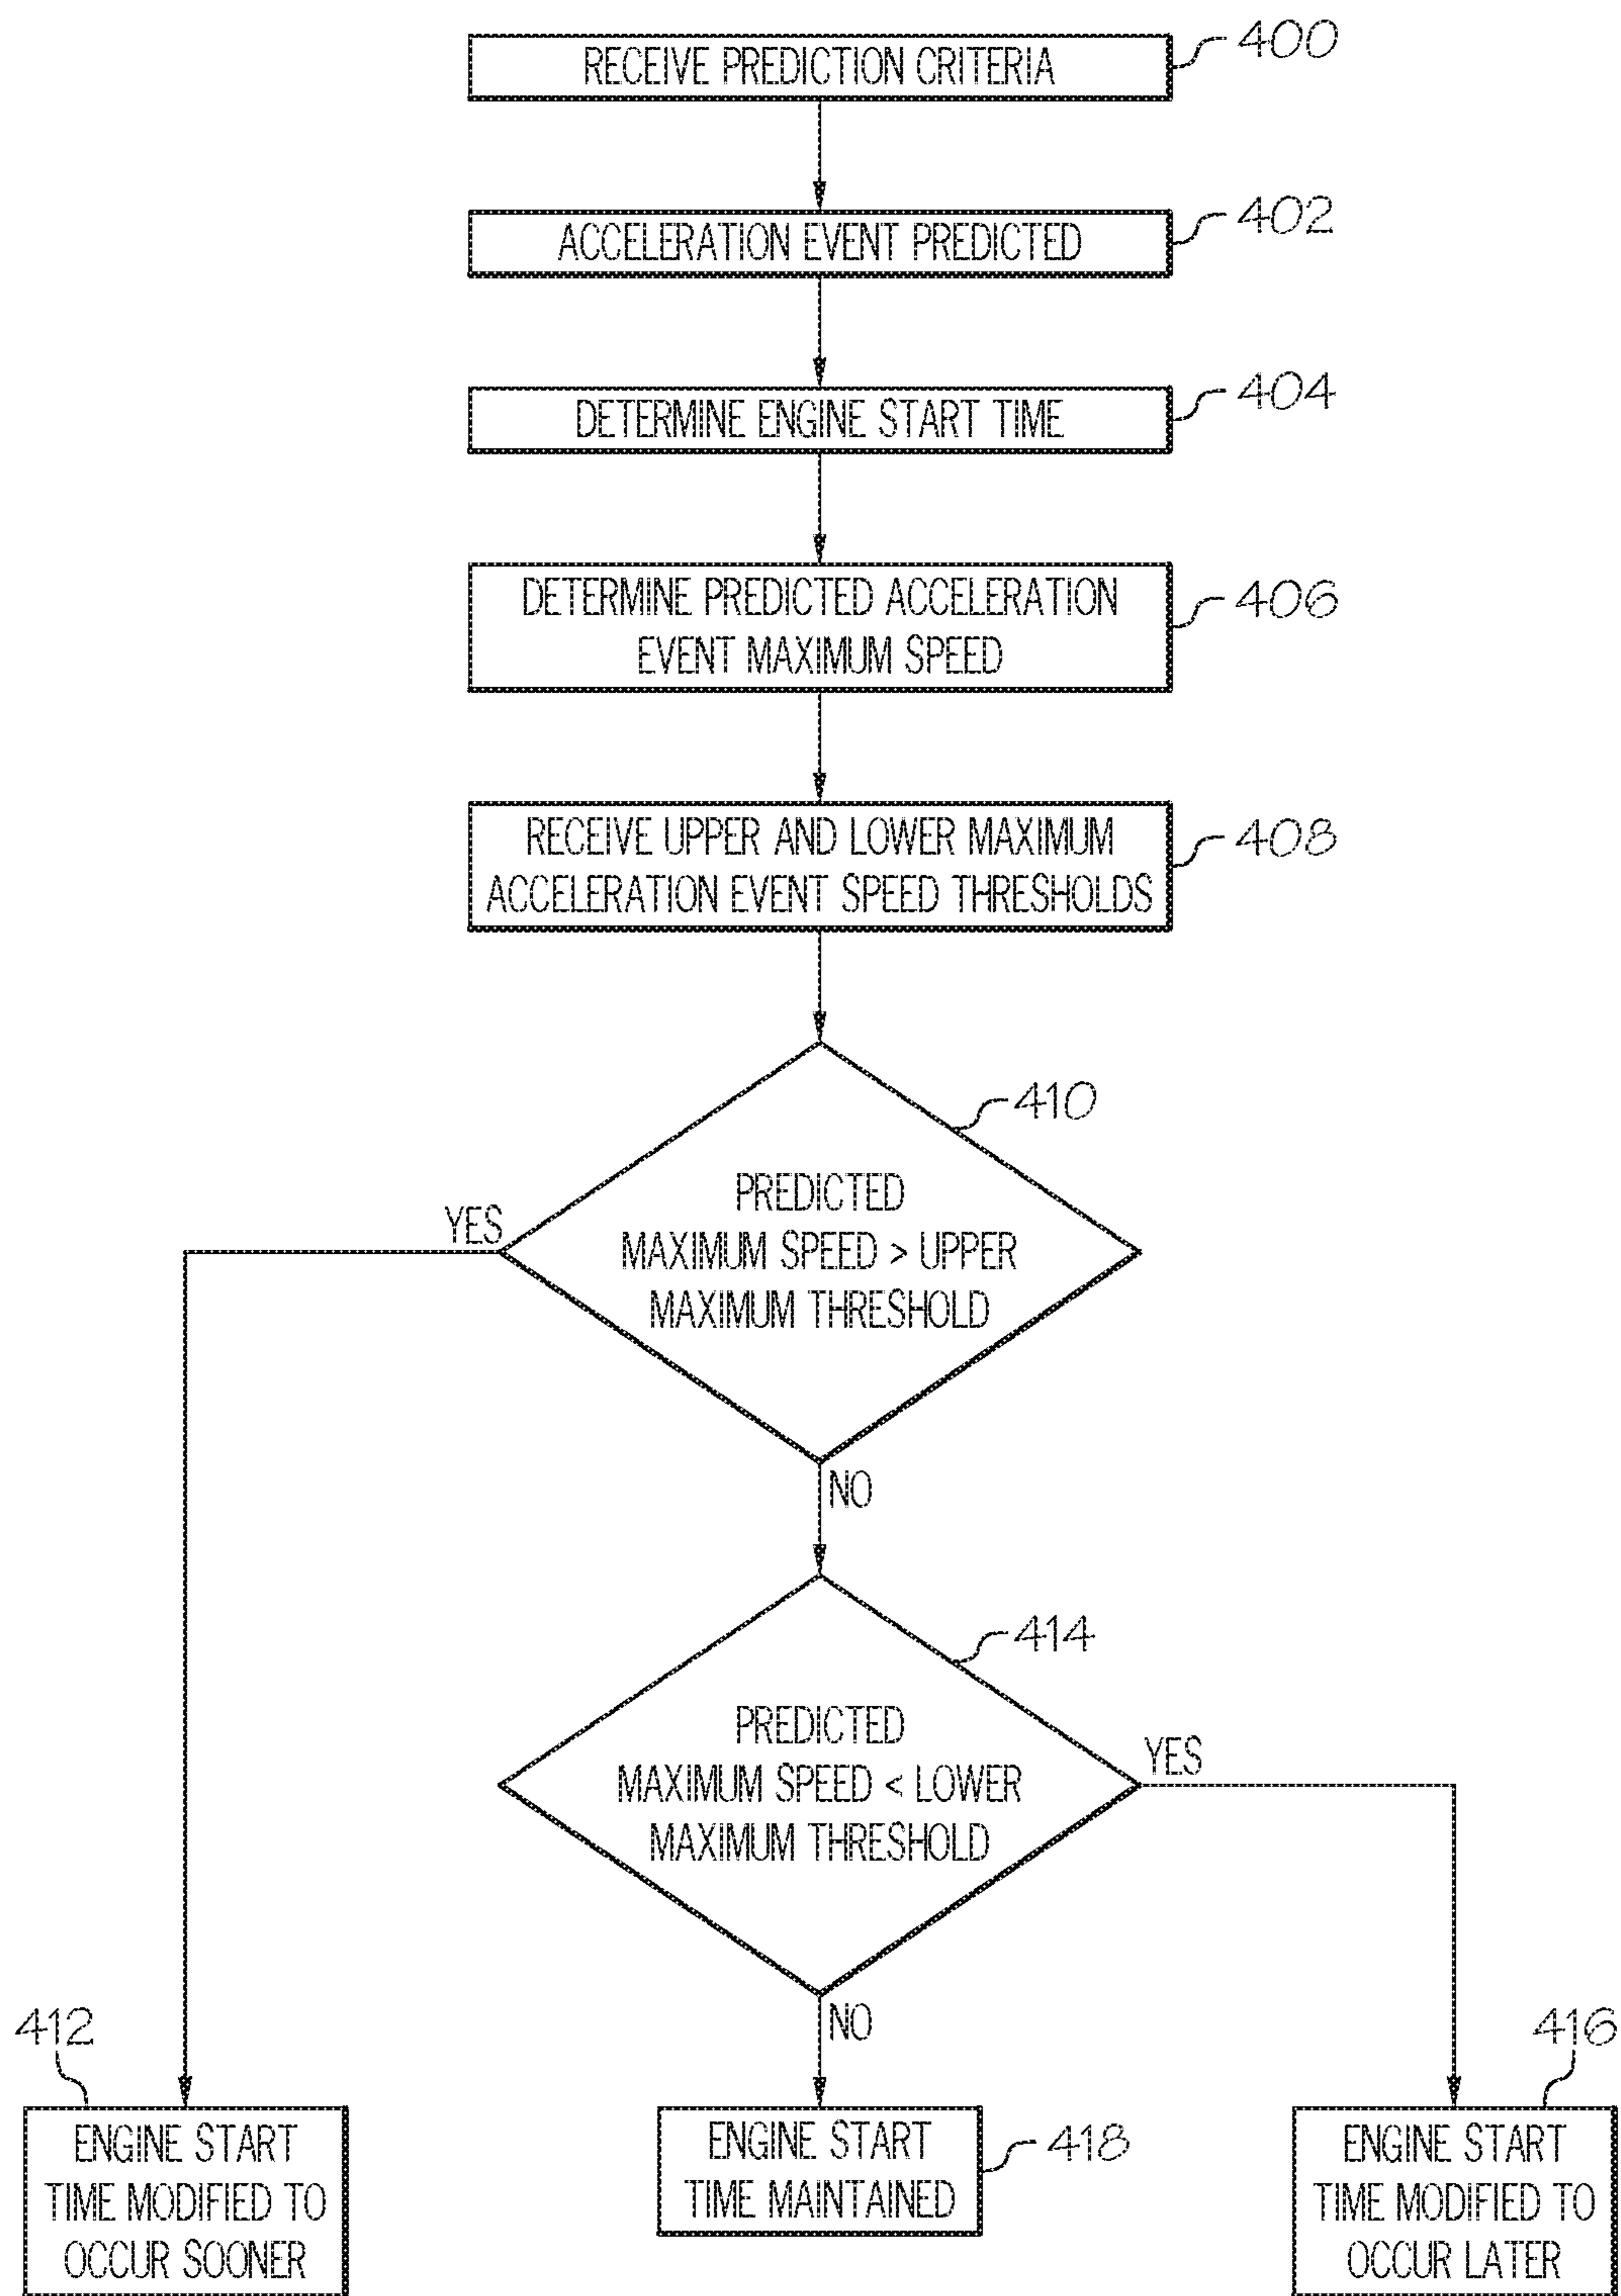 RECEIVE PREDICTION CRITERIA
400
ACCELERATION EVENT PREDICTED
402
DETERMINE ENGINE START TIME
404
DETERMINE PREDICTED ACCELERATION
EVENT MAXIMUM SPEED
406
RECEIVE UPPER AND LOWER MAXIMUM
ACCELERATION EVENT SPEED THRESHOLDS
408
410
PREDICTED
MAXIMUM SPEED > UPPER
MAXIMUM THRESHOLD
YES
NO
414
PREDICTED
MAXIMUM SPEED < LOWER
MAXIMUM THRESHOLD
YES
NO
412
ENGINE START
TIME MODIFIED TO
OCCUR SOONER
ENGINE START
TIME MAINTAINED
418
416
ENGINE START
TIME MODIFIED TO
OCCUR LATER